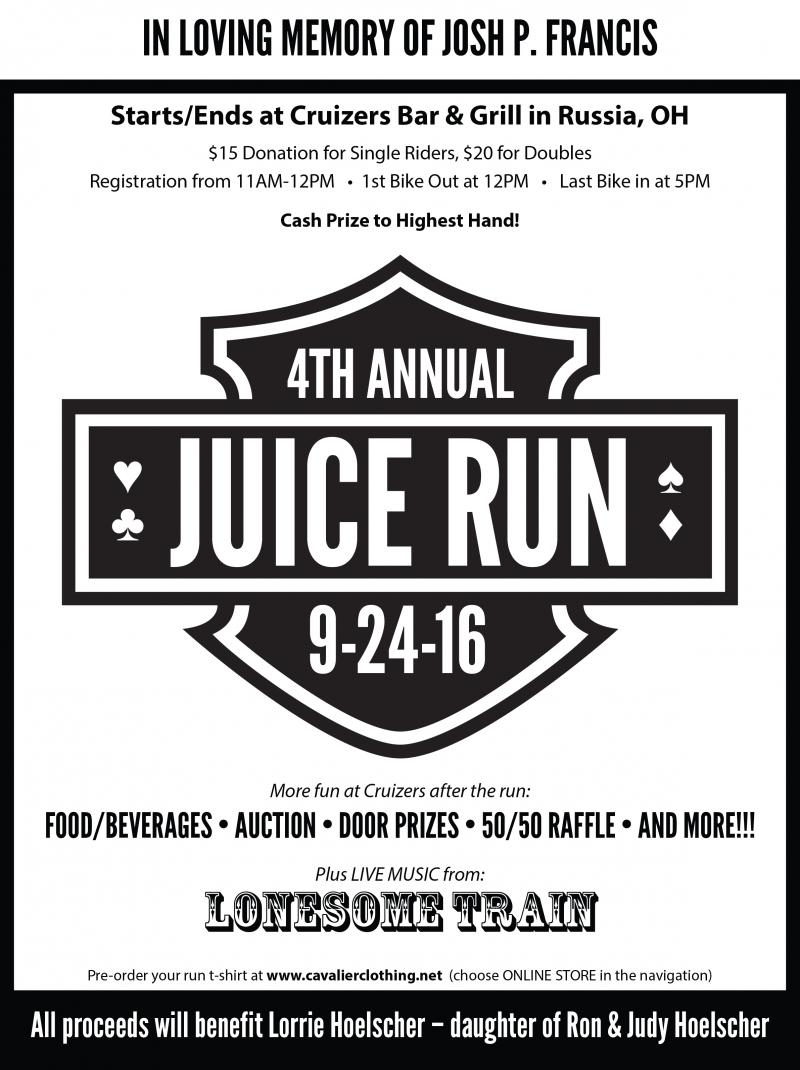 IN LOVING MEMORY OF JOSH P. FRANCIS
Starts/Ends at Cruizers Bar & Grill in Russia, OH
$15 Donation for Single Riders, $20 for Doubles
Registration from 11AM-12PM • 1st Bike Out at 12PM • Last Bike in at 5PM
Cash Prize to Highest Hand!
4TH ANNUAL
JUICE RUN
9-24-16
More fun at Cruizers after the run:
FOOD/BEVERAGES • AUCTION • DOOR PRIZES • 50/50 RAFFLE • AND MORE!!!
Plus LIVE MUSIC from:
LONESOME TRAIN
Pre-order your run t-shirt at www.cavalierclothing.net (choose ONLINE STORE in the navigation)
All proceeds will benefit Lorrie Hoelscher – daughter of Ron & Judy Hoelscher